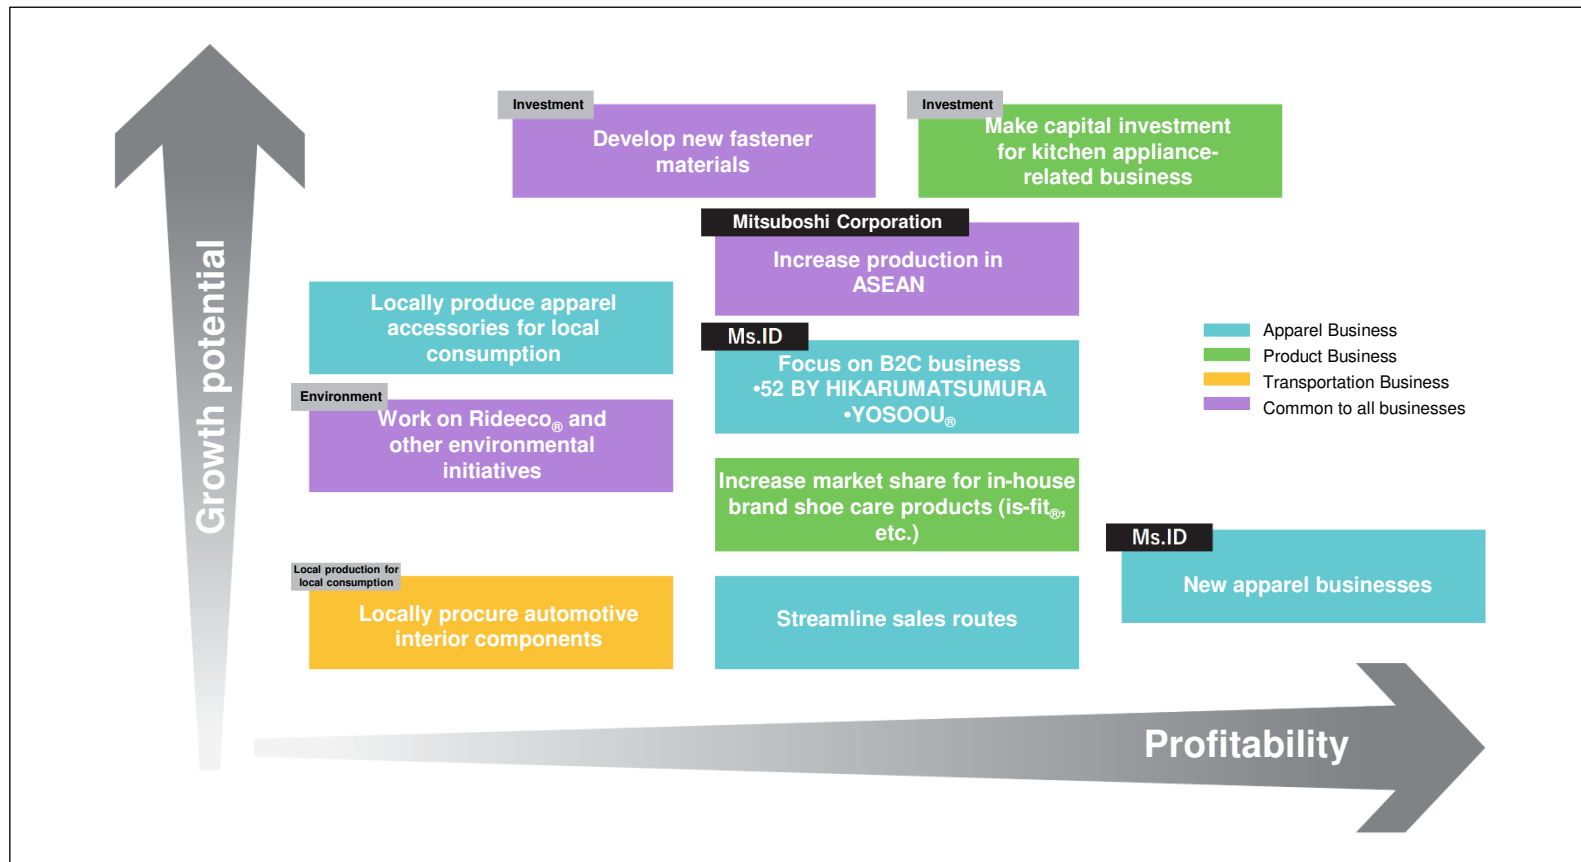 Growth potential
Investment
Develop new fastener
materials
Investment
Make capital investment
for kitchen appliance-
related business
Mitsuboshi Corporation
Increase production in
ASEAN
Locally produce apparel
accessories for local
consumption
Ms.ID
Focus on B2C business
•52 BY HIKARUMATSUMURA
•YOSOOU®
Environment
Work on Rideeco® and
other environmental
initiatives
Increase market share for in-house
brand shoe care products (is-fit®,
etc.)
Ms.ID
New apparel businesses
Local production for
local consumption
Locally procure automotive
interior components
Streamline sales routes
Apparel Business
Product Business
Transportation Business
Common to all businesses
Profitability